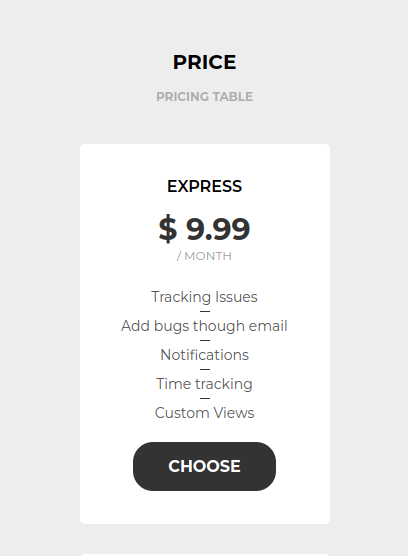 PRICE
PRICING TABLE
EXPRESS
$ 9.99
/ MONTH
Tracking Issues
Add bugs though email
Notifications
Time tracking
Custom Views
CHOOSE